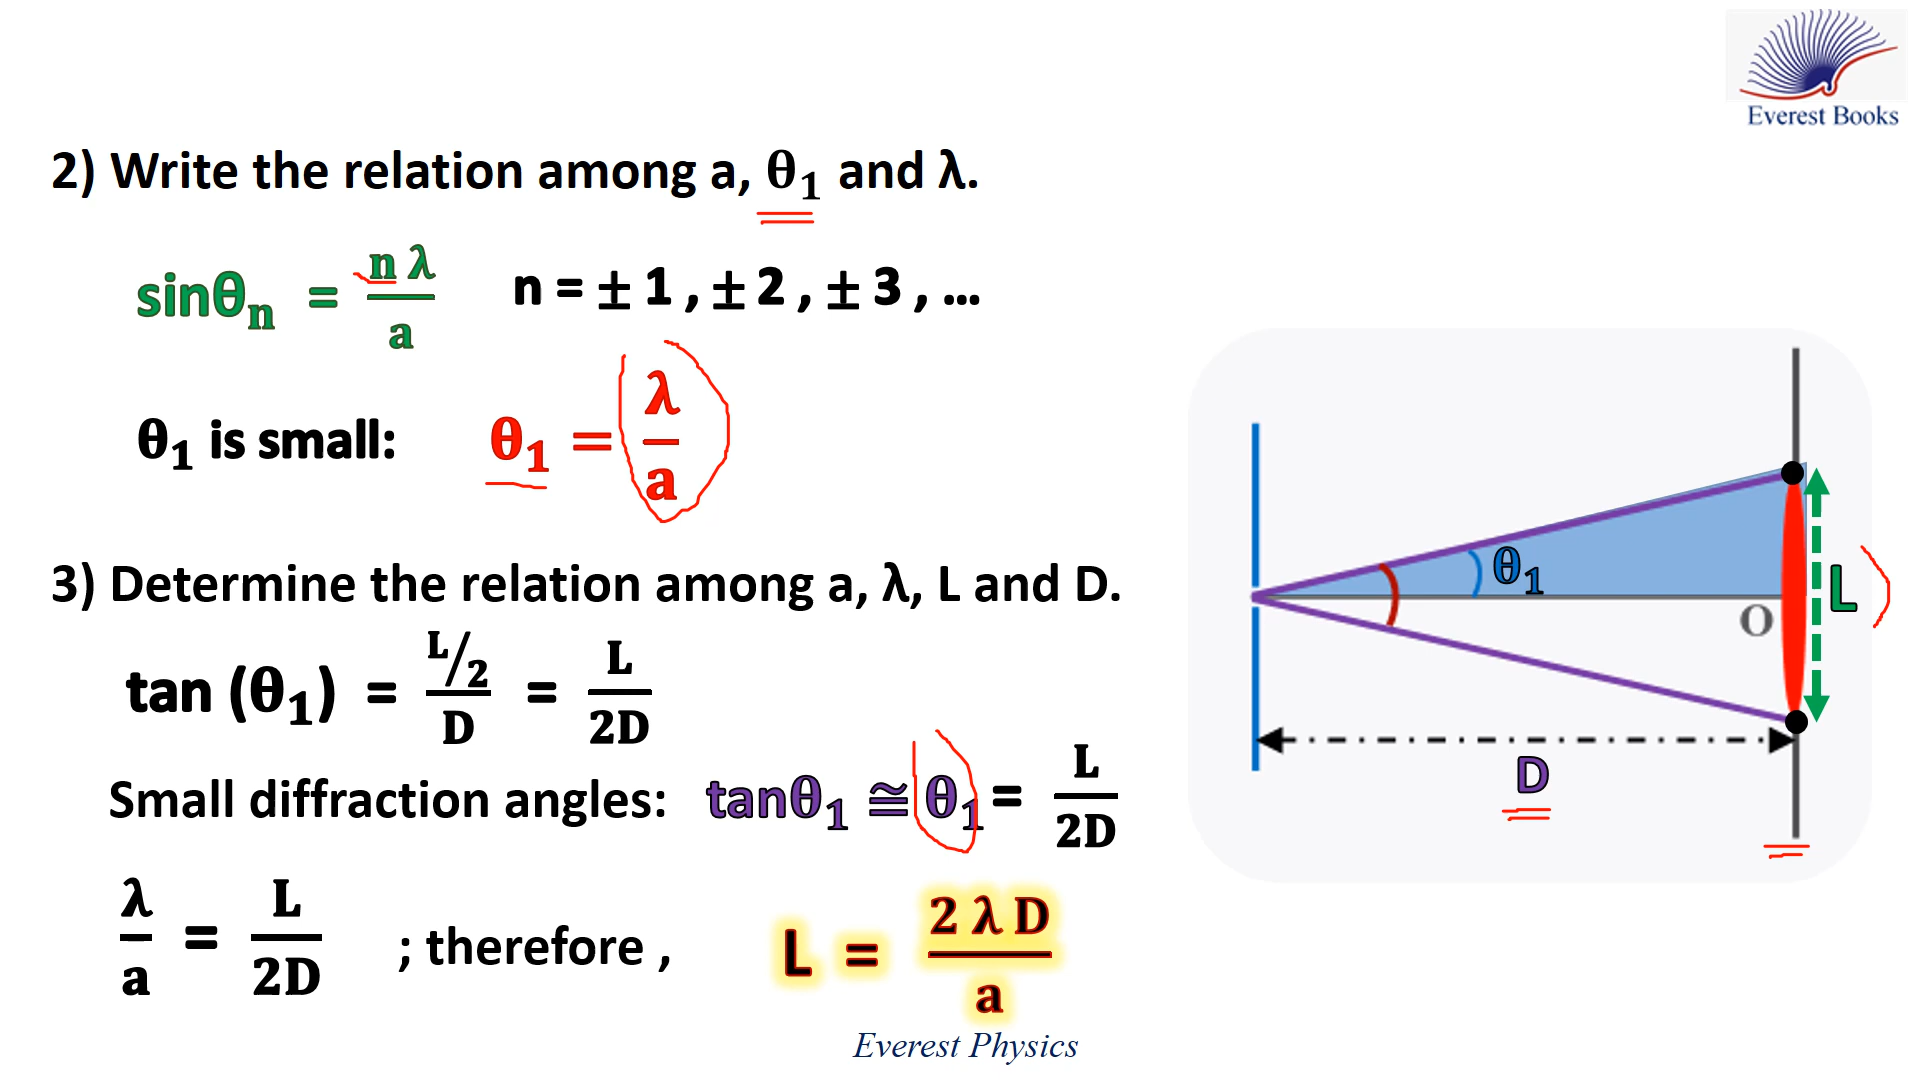 Everest Books
2) Write the relation among a, θ₁ and λ.
sinθₙ = n λ / a    n = ± 1 , ± 2 , ± 3 , ...
θ₁ is small: θ₁ = λ / a
3) Determine the relation among a, λ, L and D.
tan (θ₁) = L/2 / D = L / 2D
Small diffraction angles: tanθ₁ ≅ θ₁ = L / 2D
λ / a = L / 2D ; therefore , L = 2 λ D / a
θ₁
L
O
D
Everest Physics